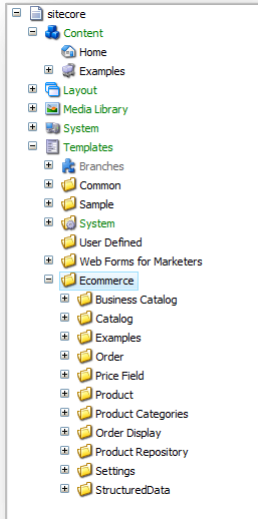 sitecore
Content
Home
Examples
Layout
Media Library
System
Templates
Branches
Common
Sample
System
User Defined
Web Forms for Marketers
Ecommerce
Business Catalog
Catalog
Examples
Order
Price Field
Product
Product Categories
Order Display
Product Repository
Settings
StructuredData